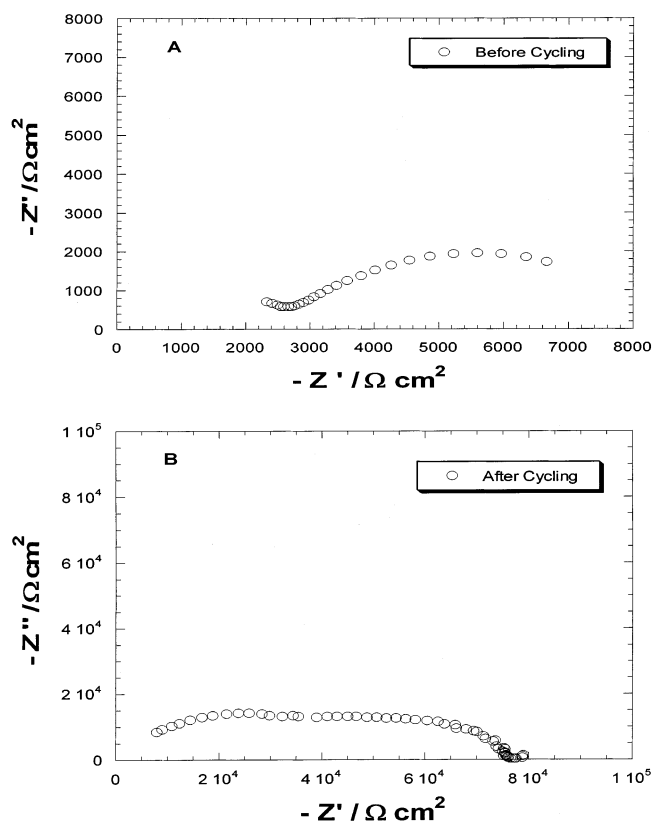 8000
A
Before Cycling
7000
6000
5000
4000
3000
2000
1000
0
-Z"/Ωcm²
0 1000 2000 3000 4000 5000 6000 7000 8000
- Z ' / Ω cm²
1 10⁵
B
After Cycling
8 10⁴
6 10⁴
4 10⁴
2 10⁴
0
-Z"/Ωcm²
0 2 10⁴ 4 10⁴ 6 10⁴ 8 10⁴ 1 10⁵
- Z' / Ω cm²